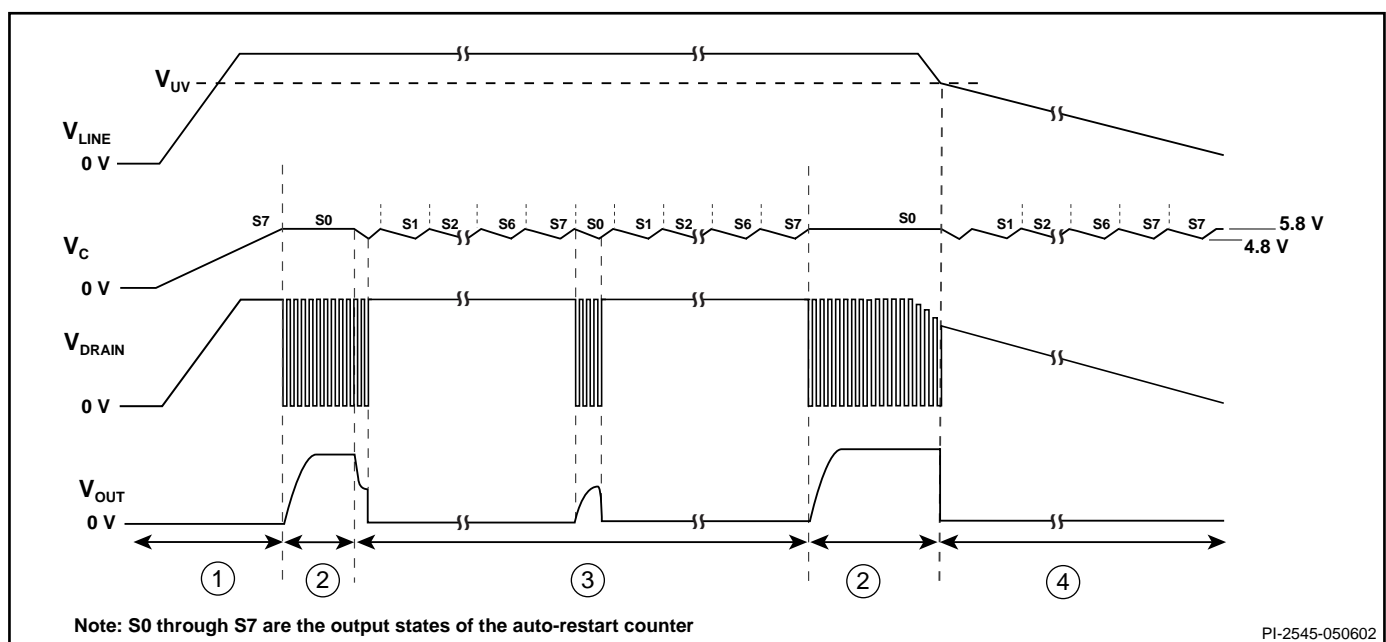 VUV
VLINE
0 V
S7 S0 S1 S2 S6 S7 S0 S1 S2 S6 S7 S0 S1 S2 S6 S7 S7 5.8 V
4.8 V
VC
0 V
VDRAIN
0 V
VOUT
0 V
1 2 3 2 4
Note: S0 through S7 are the output states of the auto-restart counter
PI-2545-050602